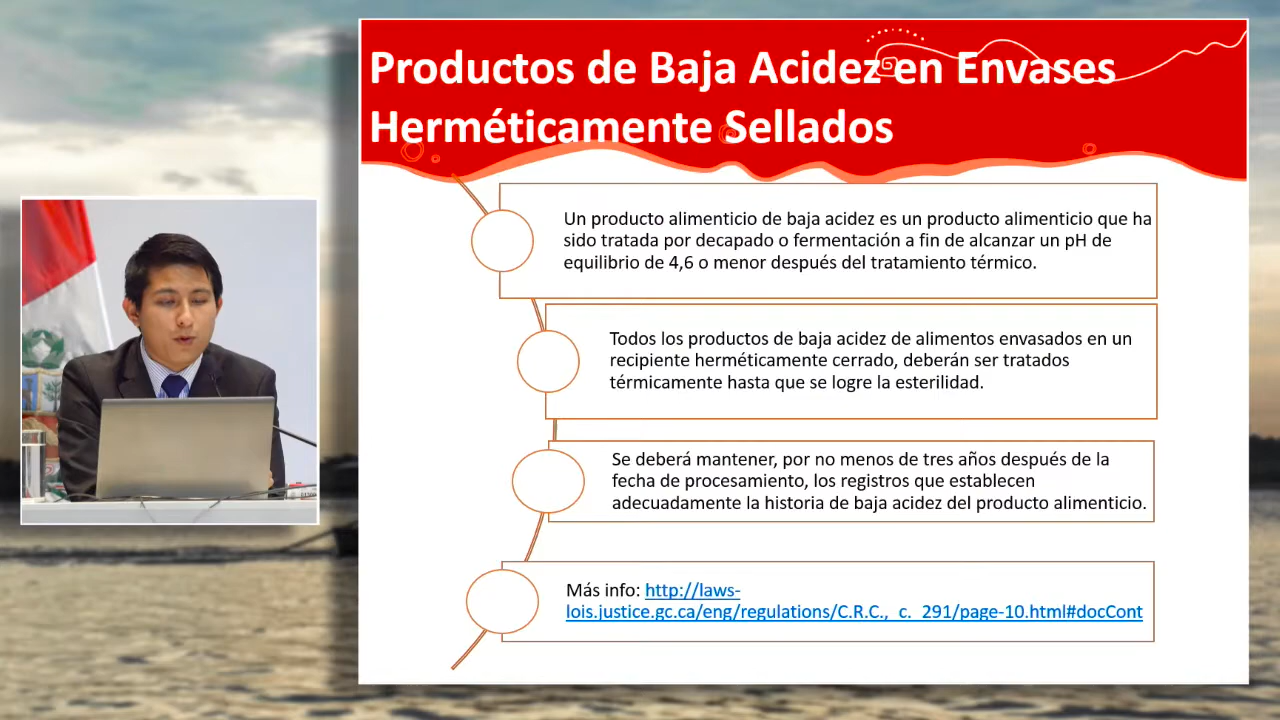 Productos de Baja Acidez en Envases
Herméticamente Sellados
Un producto alimenticio de baja acidez es un producto alimenticio que ha
sido tratada por decapado o fermentación a fin de alcanzar un pH de
equilibrio de 4,6 o menor después del tratamiento térmico.
Todos los productos de baja acidez de alimentos envasados en un
recipiente herméticamente cerrado, deberán ser tratados
térmicamente hasta que se logre la esterilidad.
Se deberá mantener, por no menos de tres años después de la
fecha de procesamiento, los registros que establecen
adecuadamente la historia de baja acidez del producto alimenticio.
Más info: http://laws-
lois.justice.gc.ca/eng/regulations/C.R.C.,_c._291/page-10.html#docCont